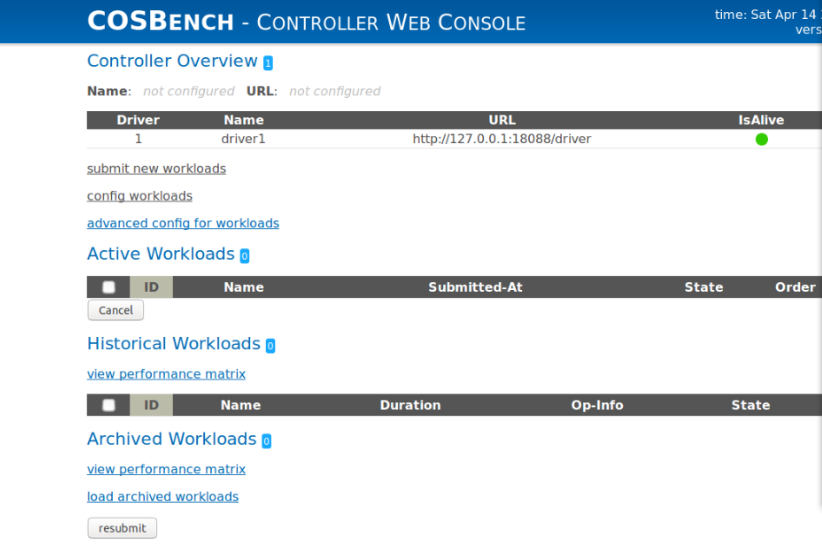 COSBENCH - CONTROLLER WEB CONSOLE
time: Sat Apr 14
vers
Controller Overview 1
Name: not configured URL: not configured
Driver Name URL IsAlive
1 driver1 http://127.0.0.1:18088/driver
submit new workloads
config workloads
advanced config for workloads
Active Workloads 0
ID Name Submitted-At State Order
Cancel
Historical Workloads 0
view performance matrix
ID Name Duration Op-Info State
Archived Workloads 0
view performance matrix
load archived workloads
resubmit